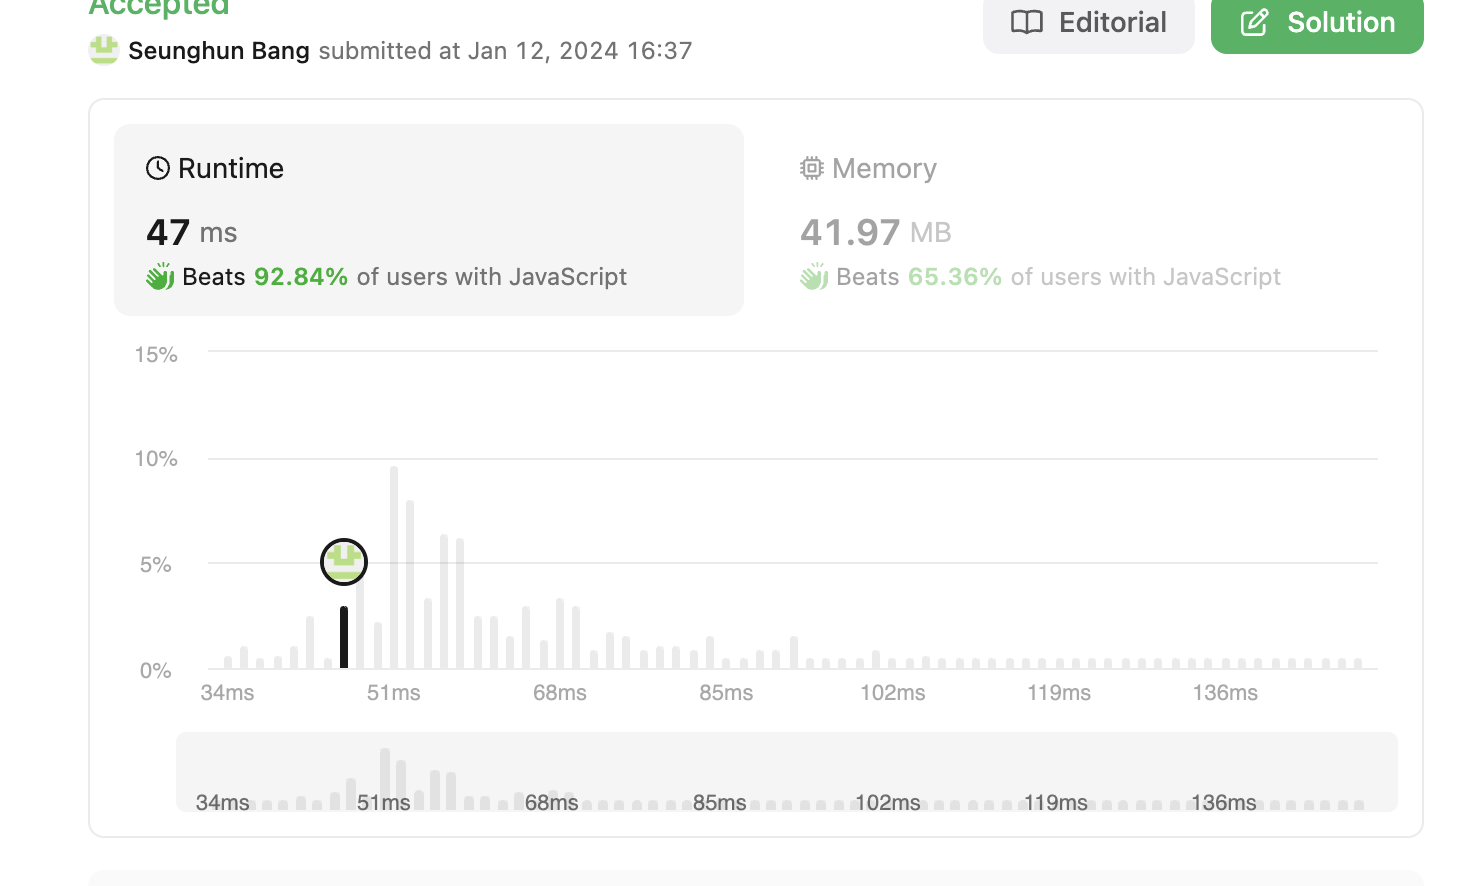 Accepted
Editorial
Solution
Seunghun Bang submitted at Jan 12, 2024 16:37
Runtime
47 ms
Beats 92.84% of users with JavaScript
Memory
41.97 MB
Beats 65.36% of users with JavaScript
15%
10%
5%
0%
34ms 51ms 68ms 85ms 102ms 119ms 136ms
34ms 51ms 68ms 85ms 102ms 119ms 136ms